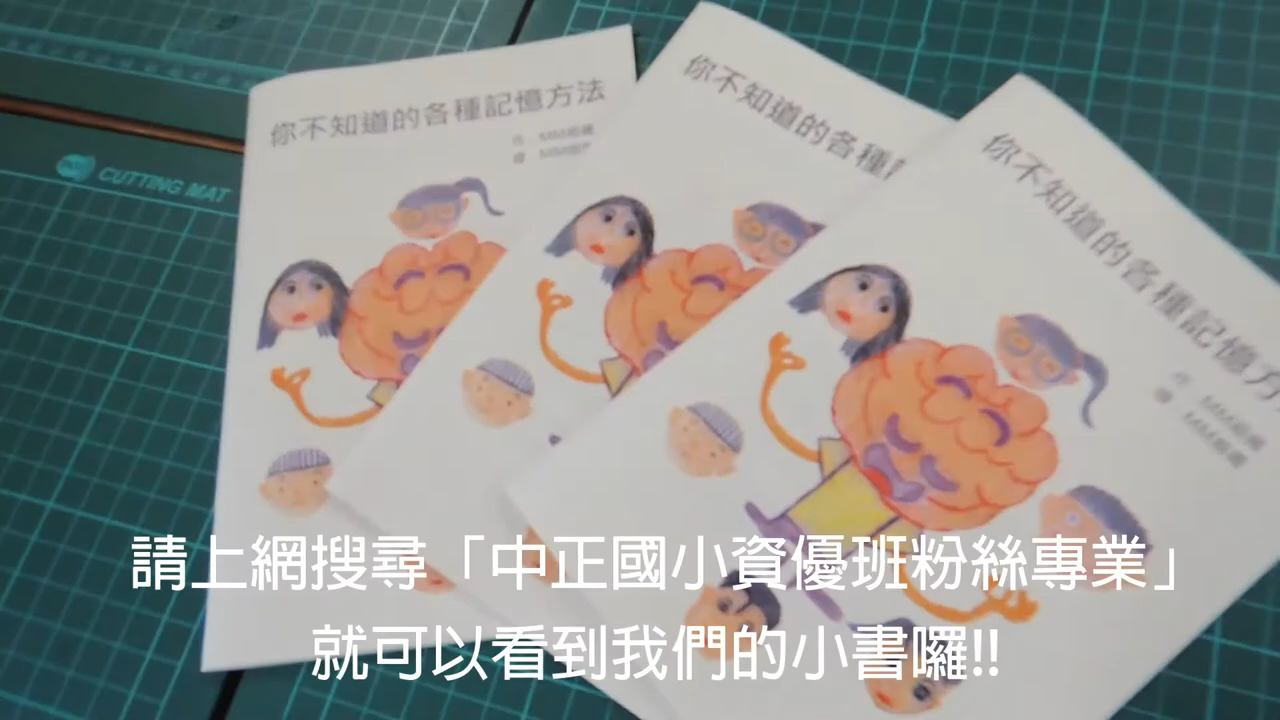 CUTTING MAT
你不知道的各種記憶方法
你不知道的各種
你不知道的各種記憶方
請上網搜尋「中正國小資優班粉絲專業」
就可以看到我們的小書囉!!